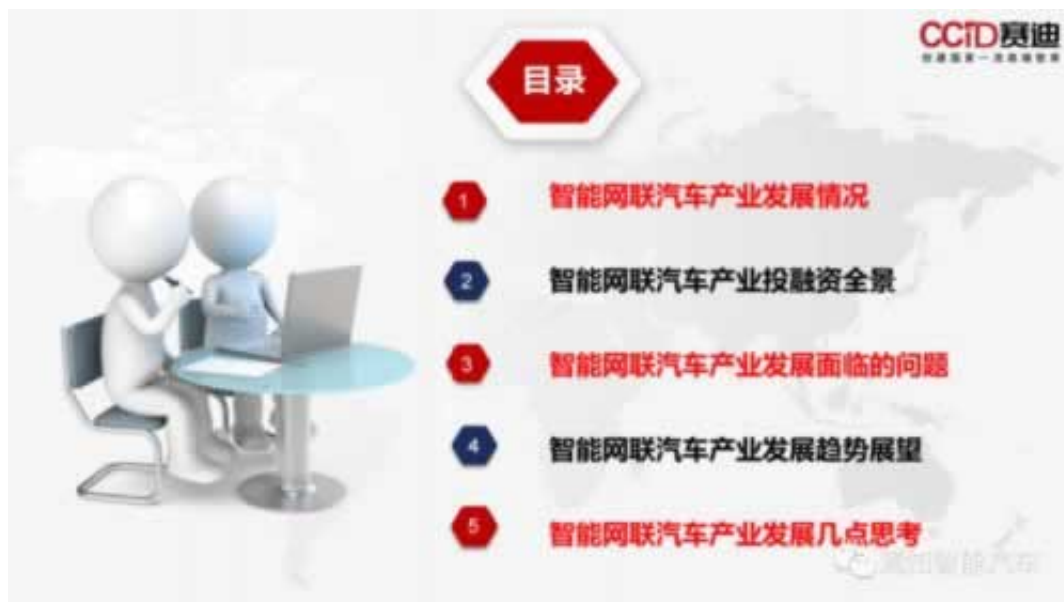 CCID赛迪
目录
1 智能网联汽车产业发展情况
2 智能网联汽车产业投融资全景
3 智能网联汽车产业发展面临的问题
4 智能网联汽车产业发展趋势展望
5 智能网联汽车产业发展几点思考
智能汽车